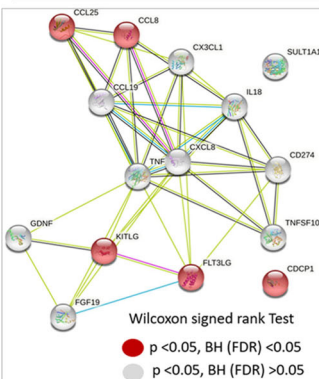 CCL25
CCL8
CX3CL1
SULT1A1
CCL19
IL18
CXCL8
TNF
CD274
GDNF
KITLG
TNFSF10
FLT3LG
CDCP1
FGF19
Wilcoxon signed rank Test
p <0.05, BH (FDR) <0.05
p <0.05, BH (FDR) >0.05